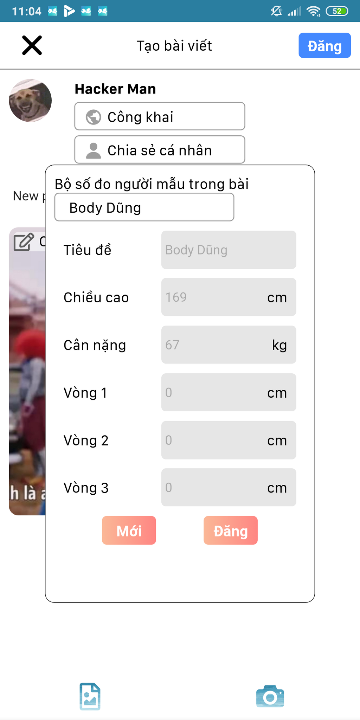 11:04
52
Tạo bài viết
Đăng
Hacker Man
Công khai
Chia sẻ cá nhân
Bộ số đo người mẫu trong bài
Body Dũng
New
Tiêu đề
Body Dũng
Chiều cao
169
cm
Cân nặng
67
kg
Vòng 1
0
cm
Vòng 2
0
cm
Vòng 3
0
cm
h là
Mới
Đăng